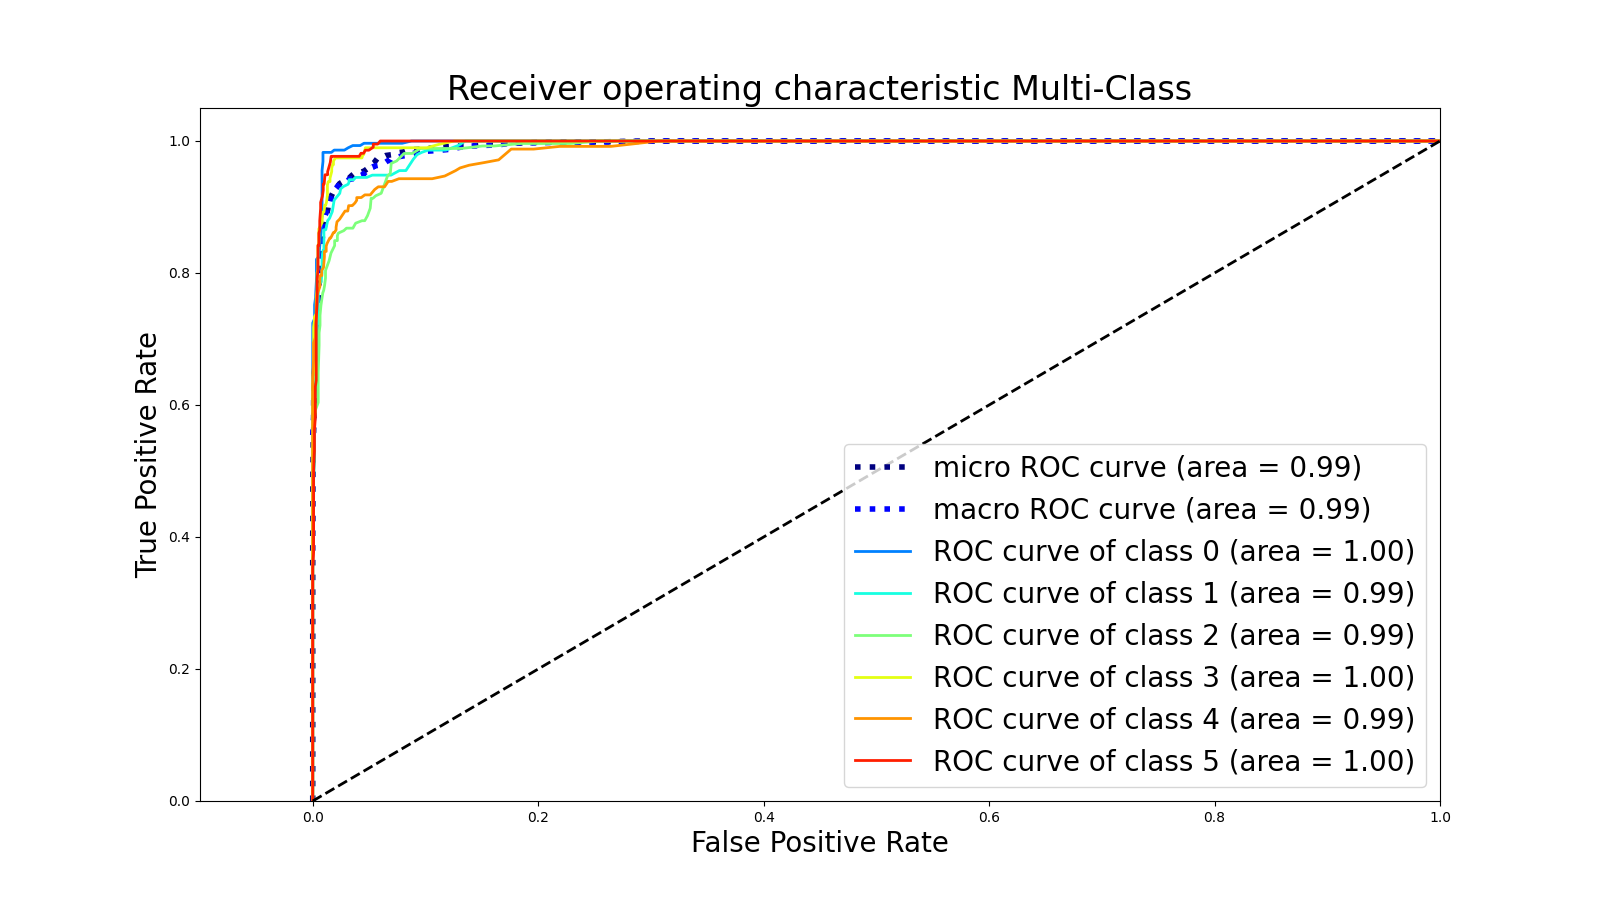 Receiver operating characteristic Multi-Class
1.0
0.8
0.6
0.4
0.2
0.0
True Positive Rate
micro ROC curve (area = 0.99)
macro ROC curve (area = 0.99)
ROC curve of class 0 (area = 1.00)
ROC curve of class 1 (area = 0.99)
ROC curve of class 2 (area = 0.99)
ROC curve of class 3 (area = 1.00)
ROC curve of class 4 (area = 0.99)
ROC curve of class 5 (area = 1.00)
0.0 0.2 0.4 0.6 0.8 1.0
False Positive Rate